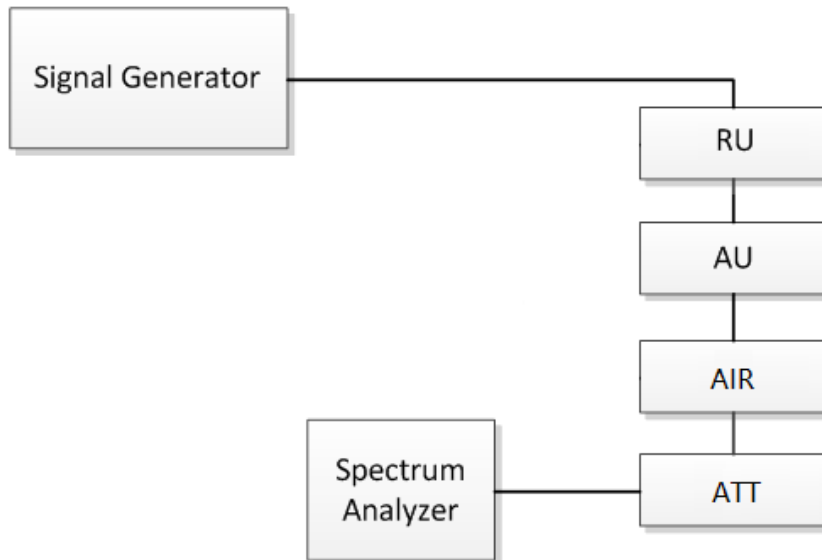 Signal Generator
RU
AU
AIR
ATT
Spectrum
Analyzer